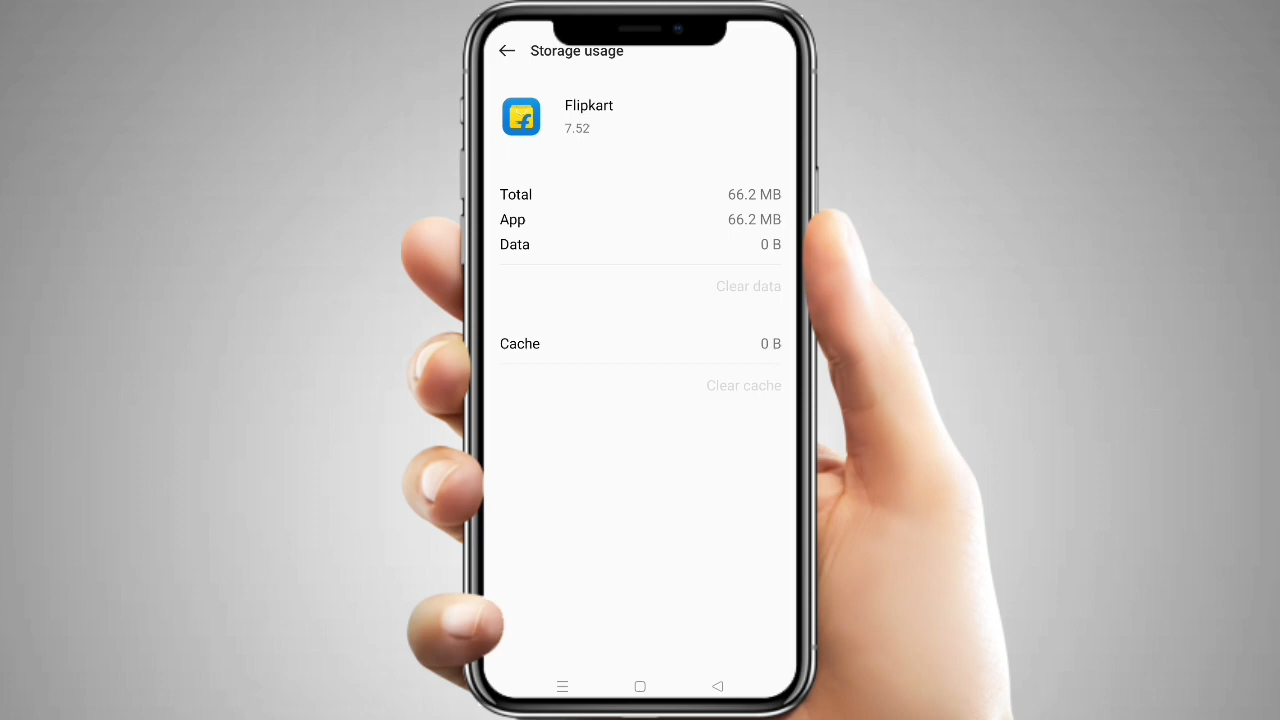 Storage usage
Flipkart
7.52
Total 66.2 MB
App 66.2 MB
Data 0 B
Clear data
Cache 0 B
Clear cache